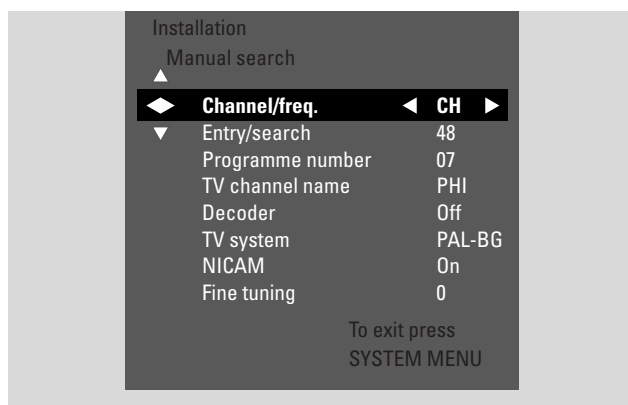 Installation
Manual search
Channel/freq. CH
Entry/search 48
Programme number 07
TV channel name PHI
Decoder Off
TV system PAL-BG
NICAM On
Fine tuning 0
To exit press
SYSTEM MENU